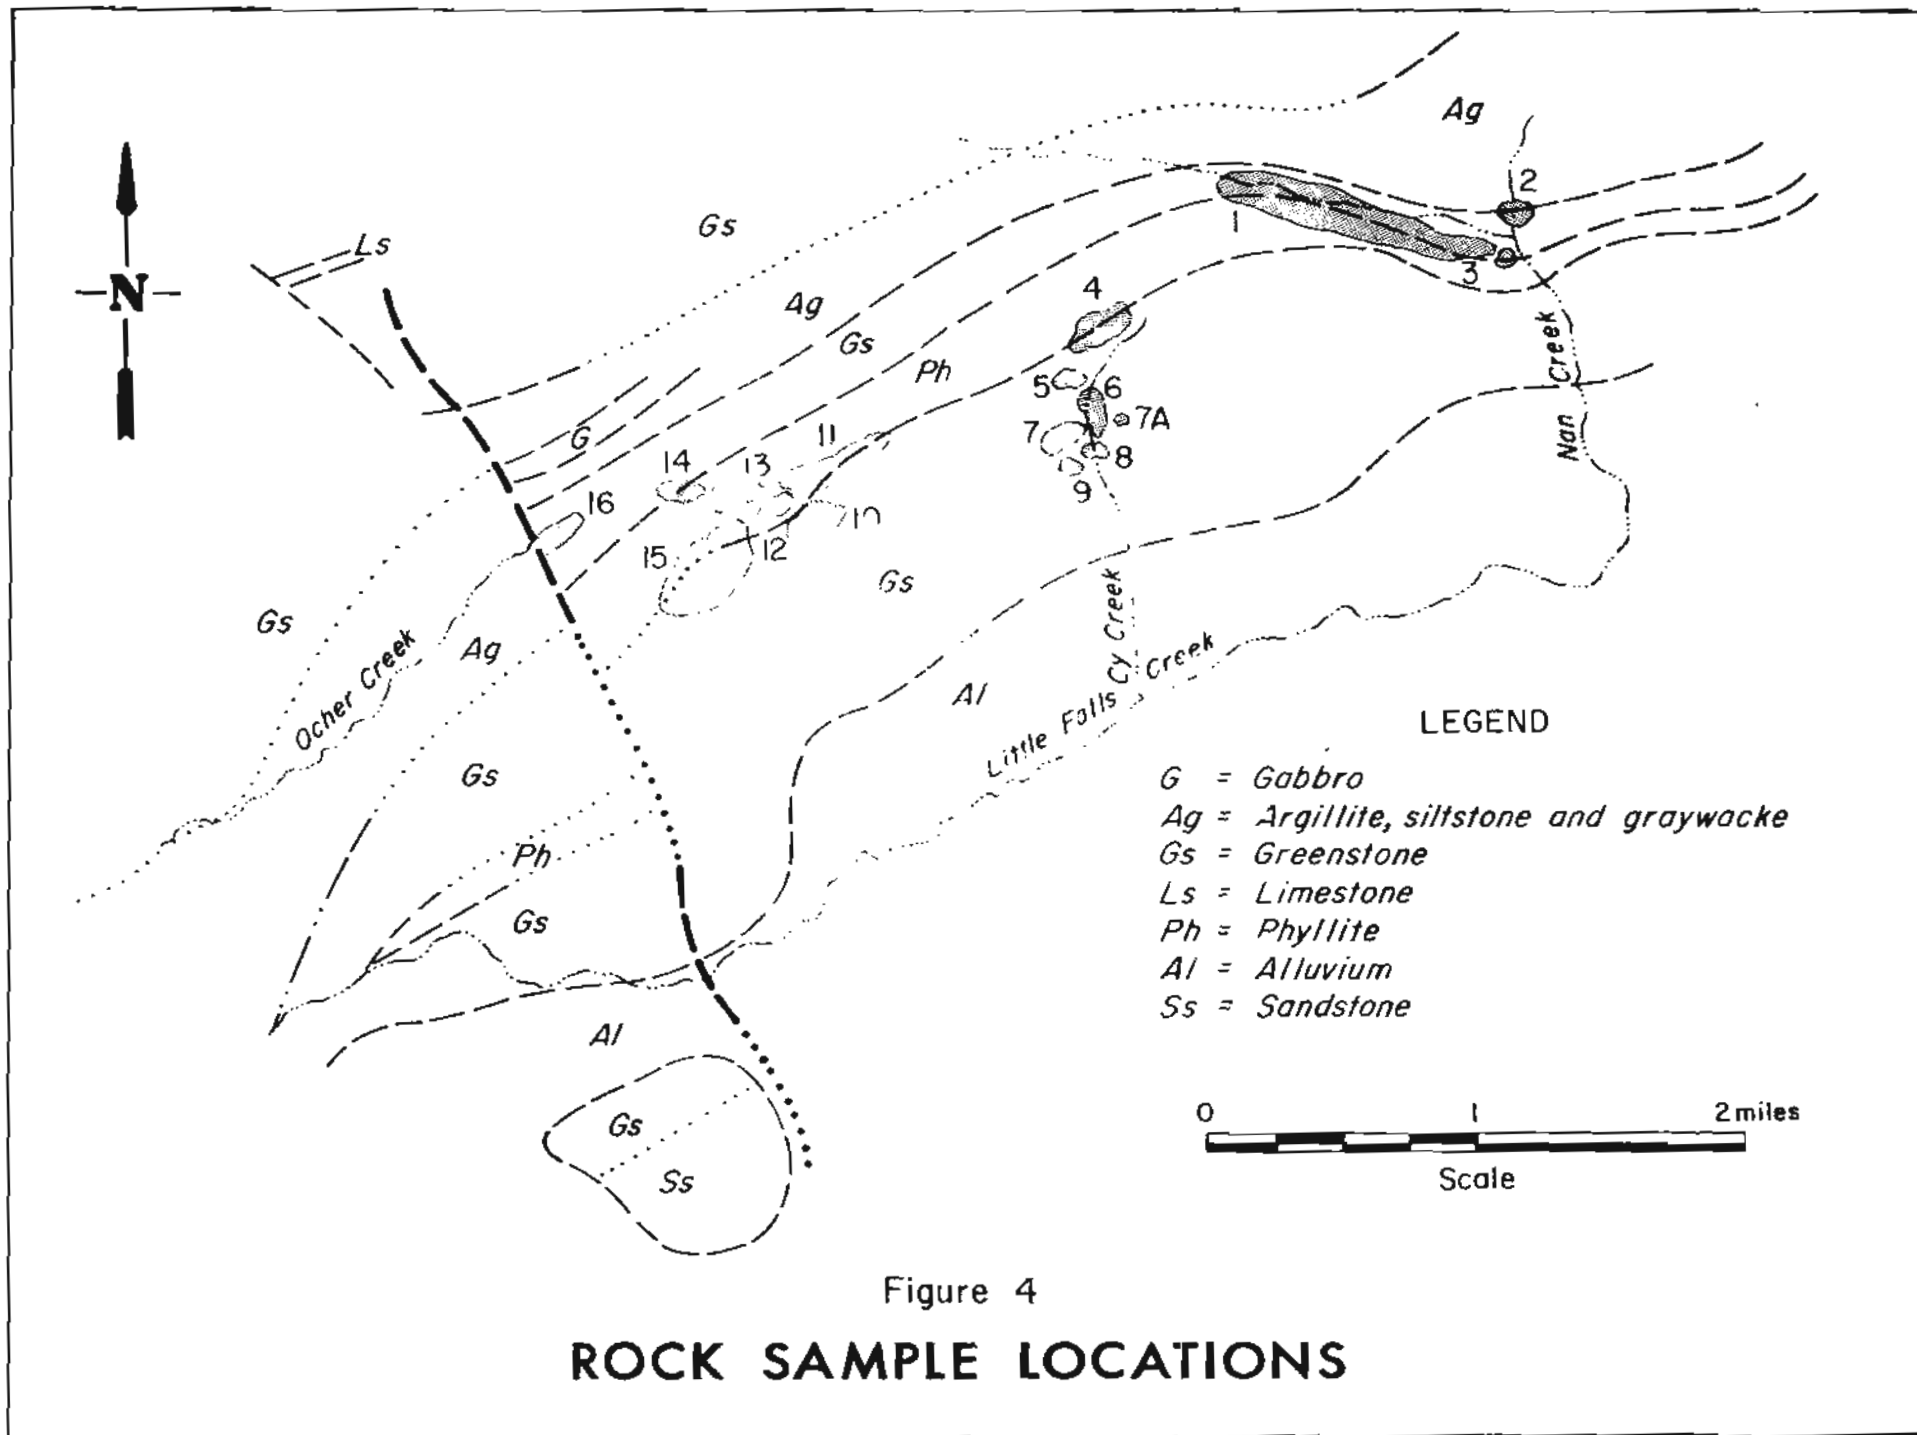 Ag
2
Gs
Ls
1
N
3
4
Ag
Gs
Creek
Nan
Ph
5
6
7A
7
11
G
8
14
13
9
16
10
12
15
Gs
Cy Creek
Gs
Ag
Ocher Creek
Little Falls Creek
Al
Gs
Ph
Gs
Al
Gs
Ss
LEGEND
G = Gabbro
Ag = Argillite, siltstone and graywacke
Gs = Greenstone
Ls = Limestone
Ph = Phyllite
Al = Alluvium
Ss = Sandstone
0 1 2 miles
Scale
Figure 4
ROCK SAMPLE LOCATIONS